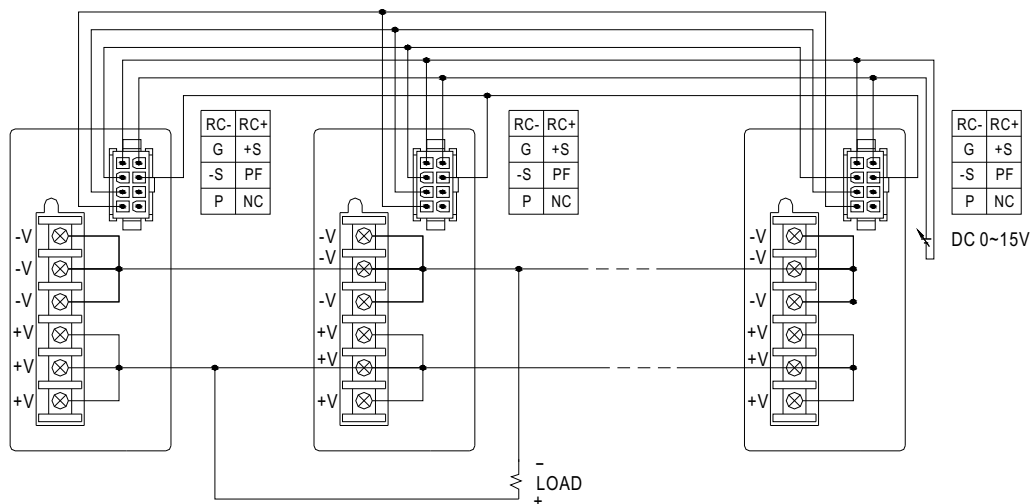 RC- RC+
G +S
-S PF
P NC
RC- RC+
G +S
-S PF
P NC
RC- RC+
G +S
-S PF
P NC
DC 0~15V
-V
-V
-V
+V
+V
+V
-V
-V
-V
+V
+V
+V
-V
-V
-V
+V
+V
+V
-
LOAD
+